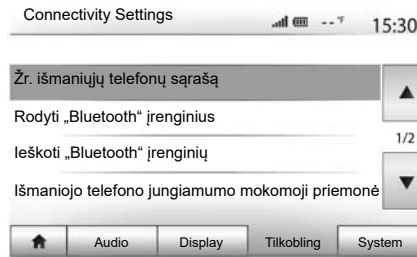 Connectivity Settings
--°F 15:30
Žr. išmaniųjų telefonų sąrašą
Rodyti „Bluetooth“ įrenginius
1/2
Ieškoti „Bluetooth“ įrenginių
Išmaniojo telefono jungiamumo mokomoji priemonė
Audio Display Tilkobling System